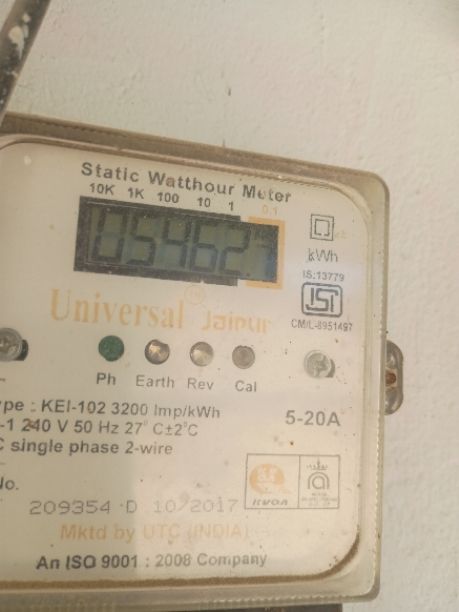 Static Watthour Meter
10K 1K 100 10 1 0.1
kWh
IS:13779
CM/L-8951497
Universal Jaipur
Ph Earth Rev Cal
ype : KEI-102 3200 Imp/kWh
-1 240 V 50 Hz 27°C±2°C
5-20A
C single phase 2-wire
No.
209354 D 10/2017
Mktd by UTC (INDIA)
An ISO 9001 : 2008 Company